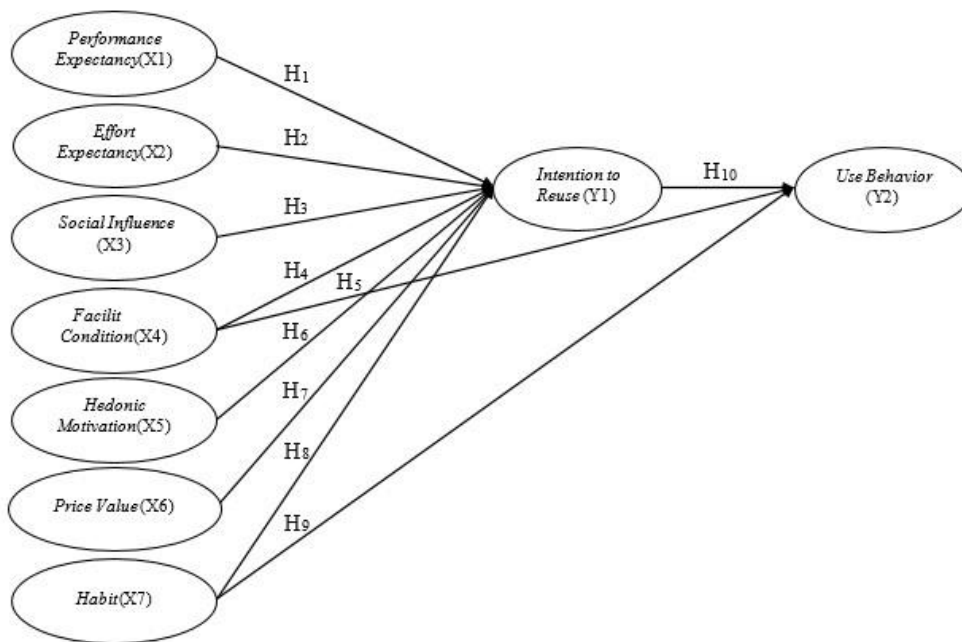 Performance
Expectancy(X1)
H1
Effort
Expectancy(X2)
H2
Intention to
Reuse (Y1)
H10
Use Behavior
(Y2)
Social Influence
(X3)
H3
Facilit
Condition(X4)
H4
H5
Hedonic
Motivation(X5)
H6
H7
Price Value(X6)
H8
H9
Habit(X7)